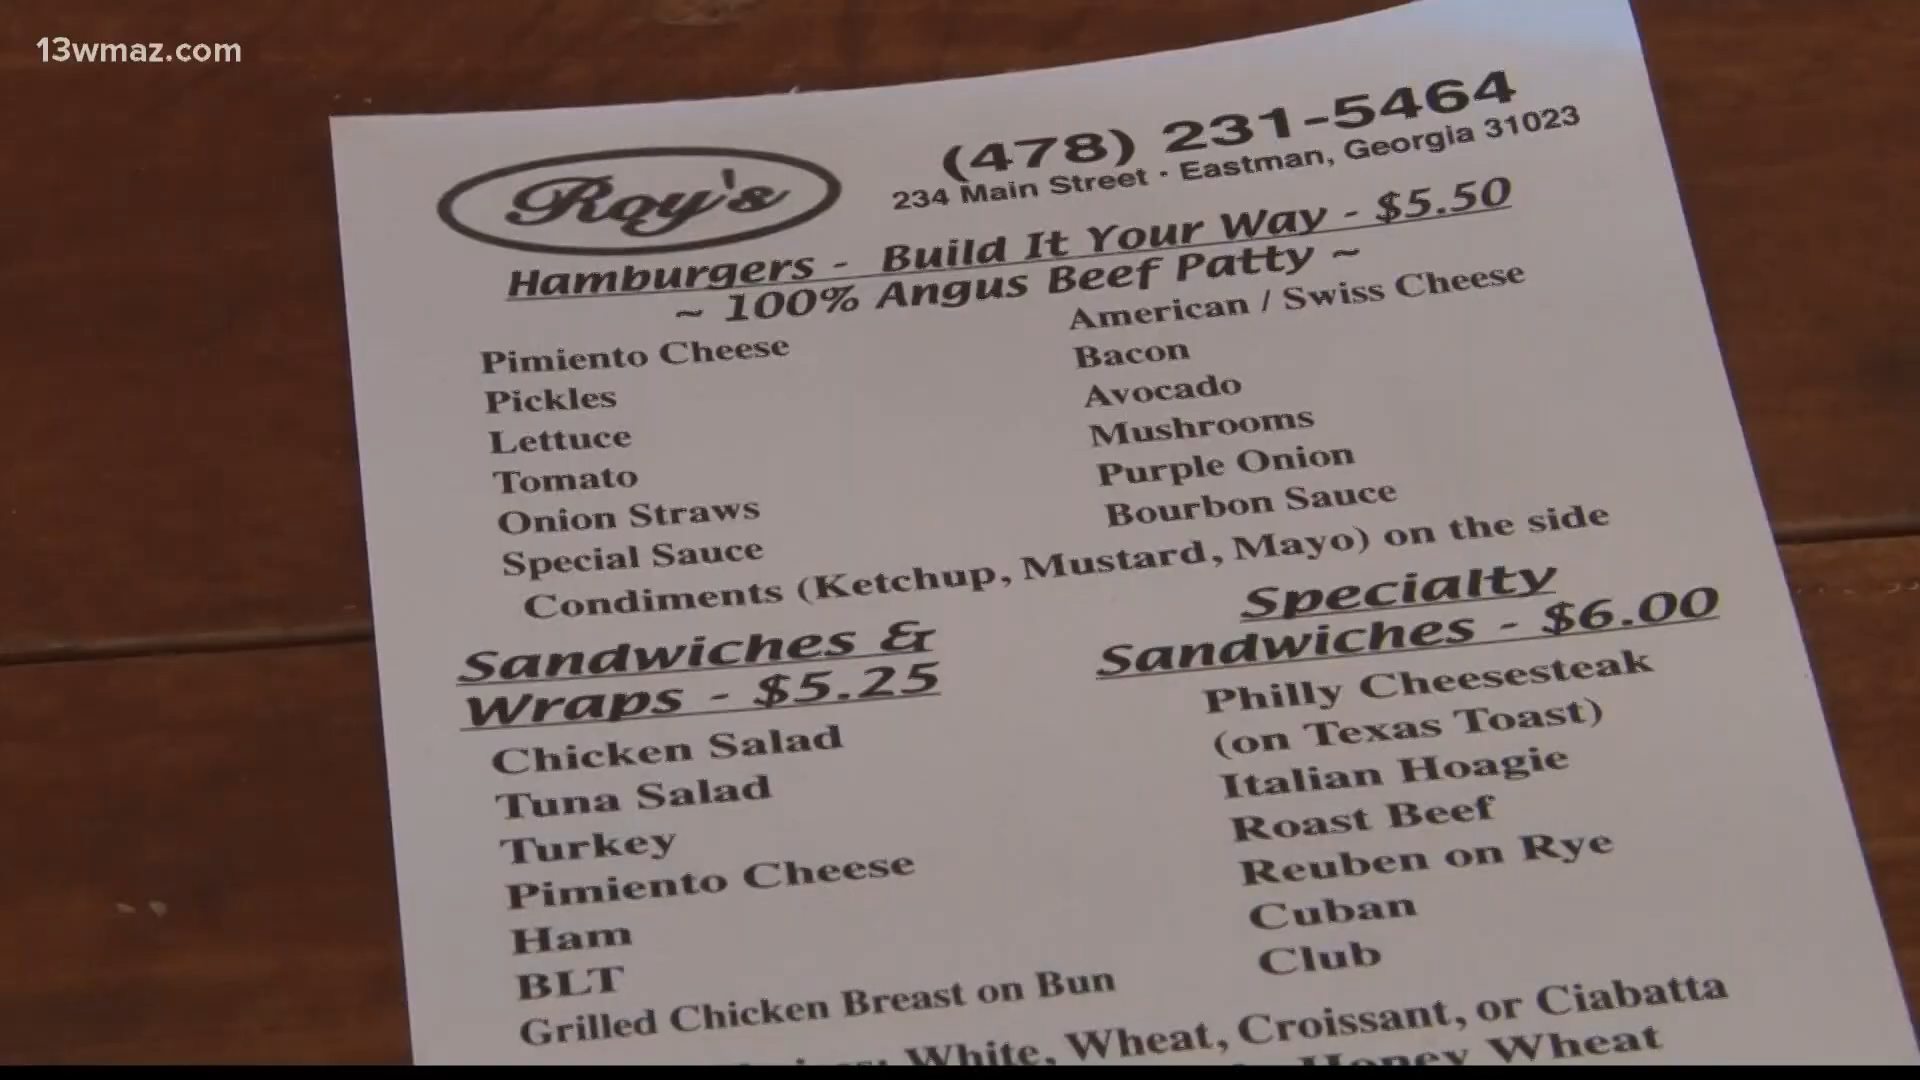 13wmaz.com
Roy's
(478) 231-5464
234 Main Street · Eastman, Georgia 31023
Hamburgers - Build It Your Way - $5.50
~ 100% Angus Beef Patty ~
Pimiento Cheese
Pickles
Lettuce
Tomato
Onion Straws
Special Sauce
American / Swiss Cheese
Bacon
Avocado
Mushrooms
Purple Onion
Bourbon Sauce
Condiments (Ketchup, Mustard, Mayo) on the side
Sandwiches &
Wraps - $5.25
Chicken Salad
Tuna Salad
Turkey
Pimiento Cheese
Ham
BLT
Grilled Chicken Breast on Bun
Specialty
Sandwiches - $6.00
Philly Cheesesteak
(on Texas Toast)
Italian Hoagie
Roast Beef
Reuben on Rye
Cuban
Club
White, Wheat, Croissant, or Ciabatta
Honey Wheat